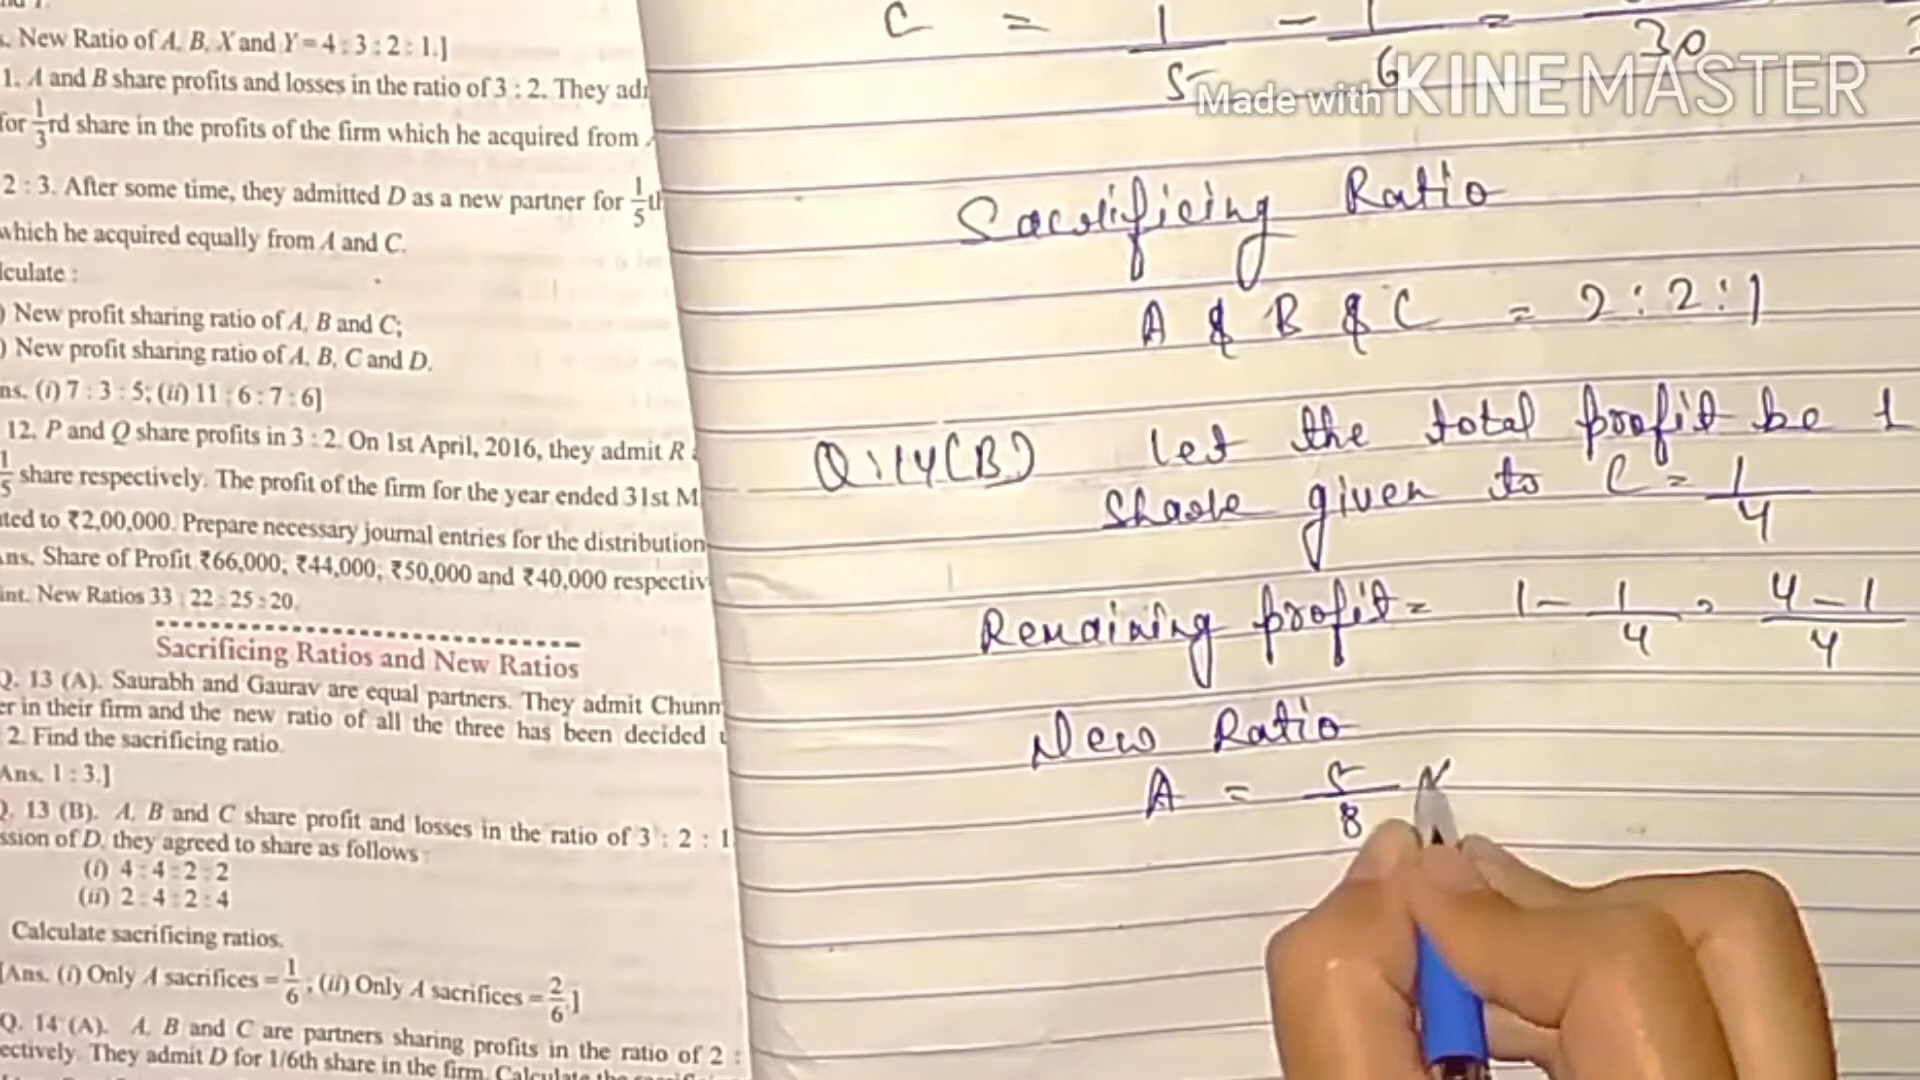 New Ratio of A, B, X and Y = 4 : 3 : 2 : 1.]
1. A and B share profits and losses in the ratio of 3 : 2. They
for 1/3rd share in the profits of the firm which he acquired from
2 : 3. After some time, they admitted D as a new partner for 1/5
which he acquired equally from A and C.
lculate :
) New profit sharing ratio of A, B and C;
) New profit sharing ratio of A, B, C and D.
ns. (i) 7 : 3 : 5; (ii) 11 : 6 : 7 : 6]
12. P and Q share profits in 3 : 2. On 1st April, 2016, they admit R
1/5 share respectively. The profit of the firm for the year ended 31st M
ted to ₹2,00,000. Prepare necessary journal entries for the distribution
ns. Share of Profit ₹66,000; ₹44,000; ₹50,000 and ₹40,000 respectiv
int. New Ratios 33 : 22 : 25 : 20.
Sacrificing Ratios and New Ratios
Q. 13 (A). Saurabh and Gaurav are equal partners. They admit Chunn
er in their firm and the new ratio of all the three has been decided
2. Find the sacrificing ratio.
Ans. 1 : 3.]
Q. 13 (B). A, B and C share profit and losses in the ratio of 3 : 2 : 1
ssion of D, they agreed to share as follows :
(i) 4 : 4 : 2 : 2
(ii) 2 : 4 : 2 : 4
Calculate sacrificing ratios.
[Ans. (i) Only A sacrifices = 1/6 ; (ii) Only A sacrifices = 2/6.]
Q. 14 (A). A, B and C are partners sharing profits in the ratio of 2 :
ectively. They admit D for 1/6th share in the firm. Calculate the
C = 1/5 - 1/6 = /30
Made with KINEMASTER
Sacrificing Ratio
A & B & C = 2 : 2 : 1
Q:14(B) Let the total profit be 1
Share given to C = 1/4
Remaining profit = 1 - 1/4 = 4-1/4
New Ratio
A = 5/8